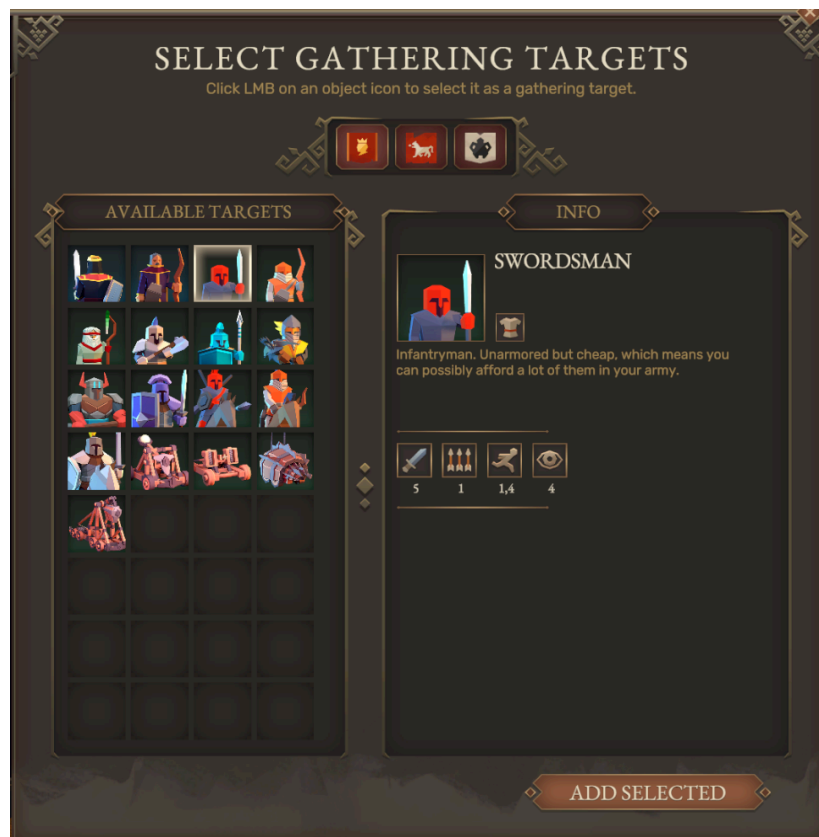 SELECT GATHERING TARGETS
Click LMB on an object icon to select it as a gathering target.
AVAILABLE TARGETS
INFO
SWORDSMAN
Infantryman. Unarmored but cheap, which means you
can possibly afford a lot of them in your army.
5 1 1,4 4
ADD SELECTED